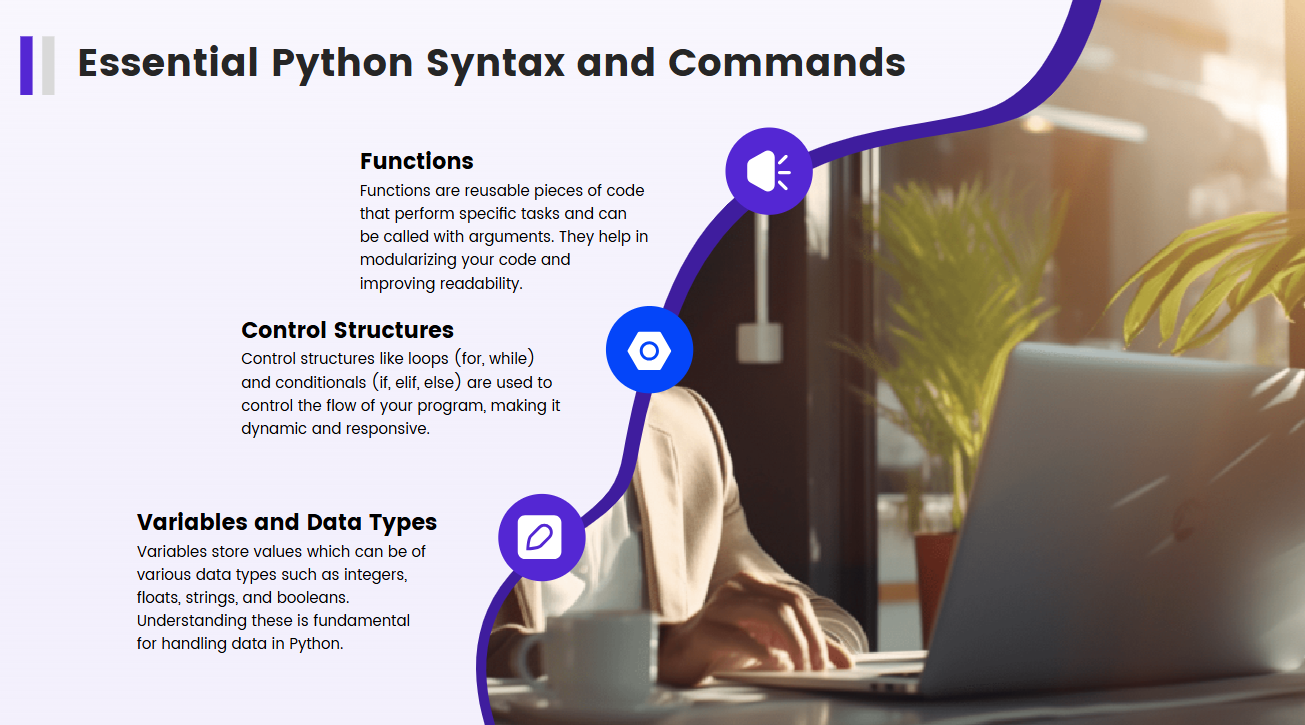 Essential Python Syntax and Commands
Functions
Functions are reusable pieces of code
that perform specific tasks and can
be called with arguments. They help in
modularizing your code and
improving readability.
Control Structures
Control structures like loops (for, while)
and conditionals (if, elif, else) are used to
control the flow of your program, making it
dynamic and responsive.
Variables and Data Types
Variables store values which can be of
various data types such as integers,
floats, strings, and booleans.
Understanding these is fundamental
for handling data in Python.